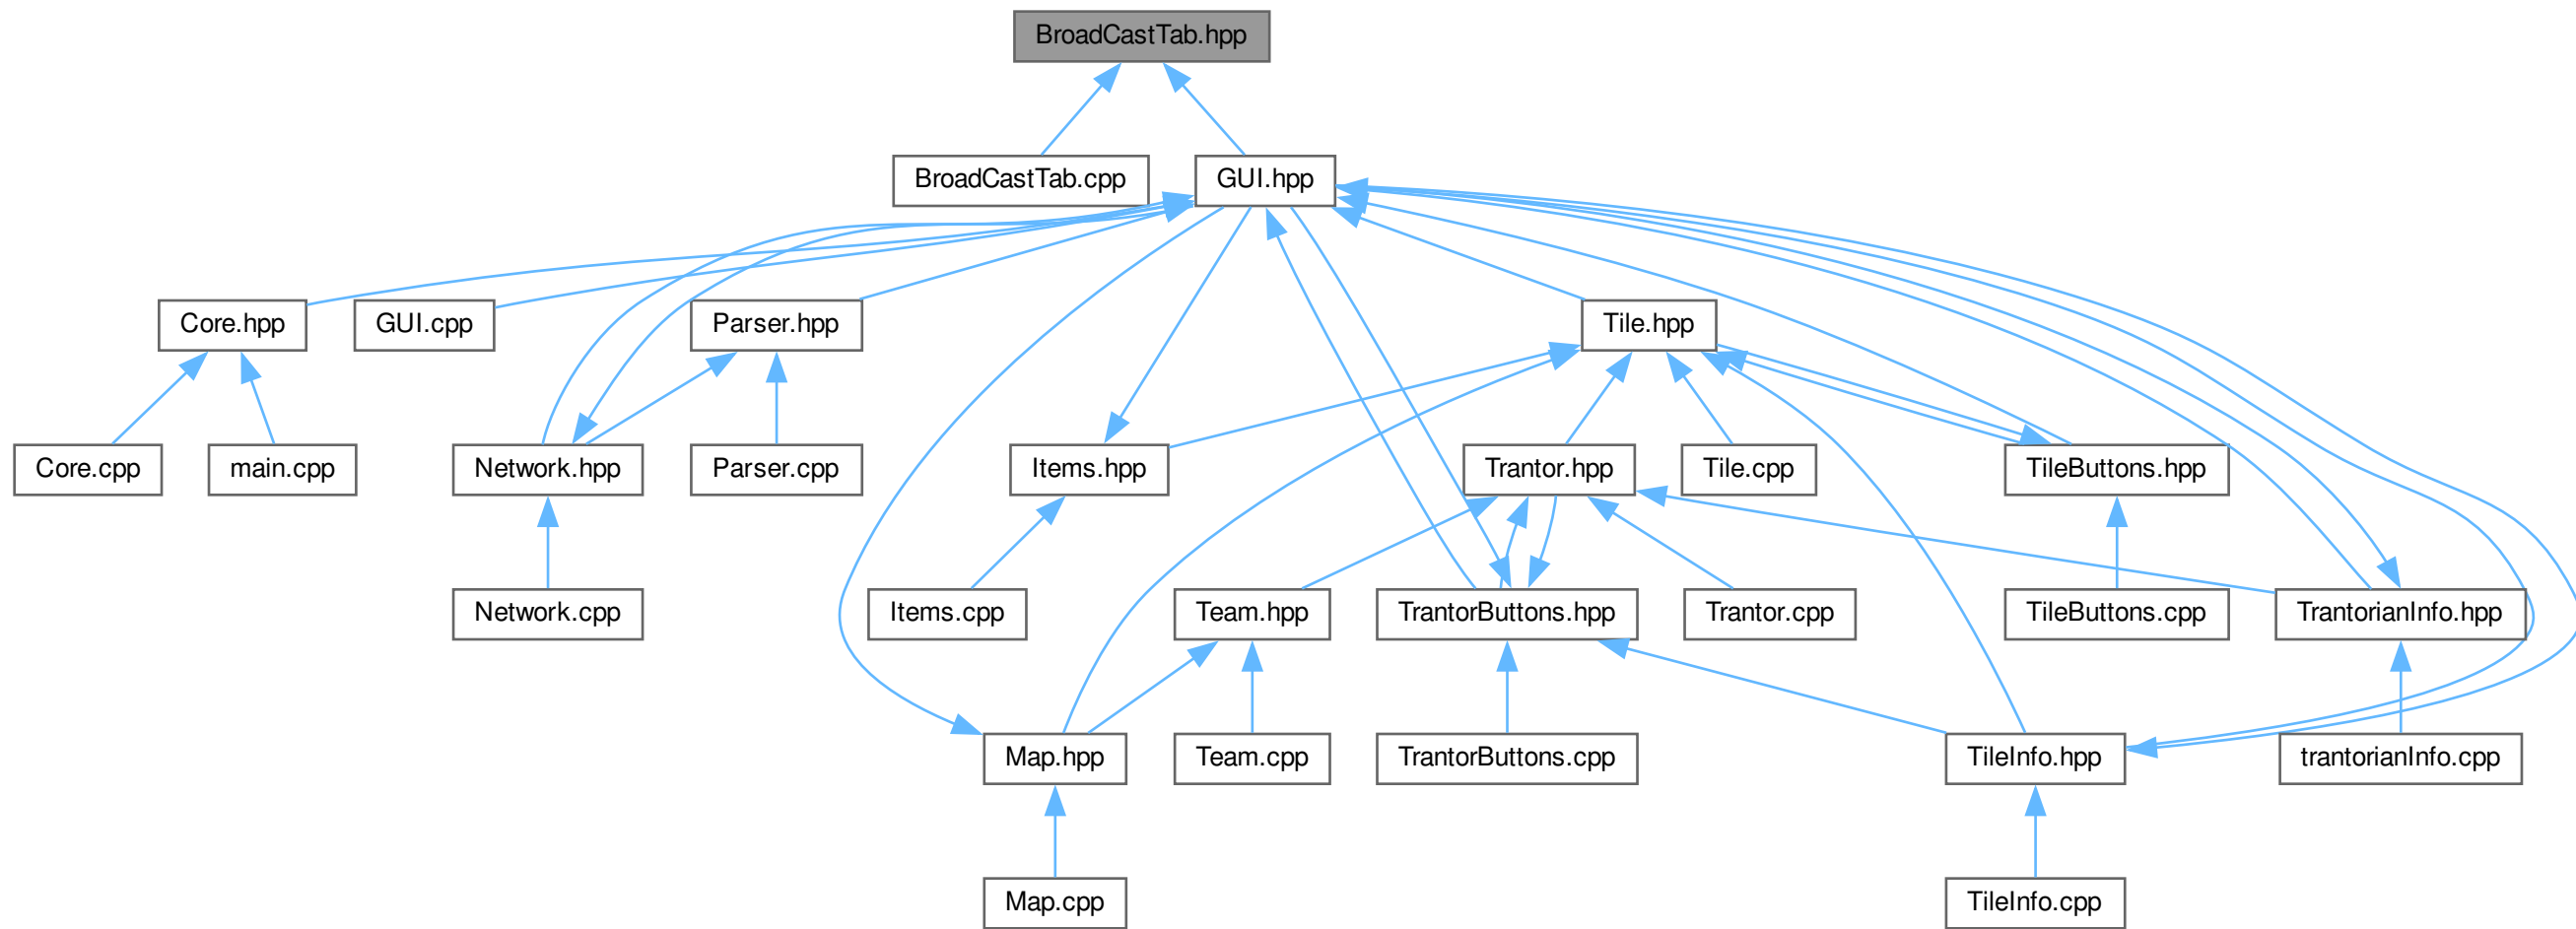 BroadCastTab.hpp
BroadCastTab.cpp
GUI.hpp
Core.hpp
GUI.cpp
Parser.hpp
Tile.hpp
Core.cpp
main.cpp
Network.hpp
Parser.cpp
Items.hpp
Trantor.hpp
Tile.cpp
TileButtons.hpp
Network.cpp
Items.cpp
Team.hpp
TrantorButtons.hpp
Trantor.cpp
TileButtons.cpp
TrantorianInfo.hpp
Map.hpp
Team.cpp
TrantorButtons.cpp
TileInfo.hpp
trantorianInfo.cpp
Map.cpp
TileInfo.cpp